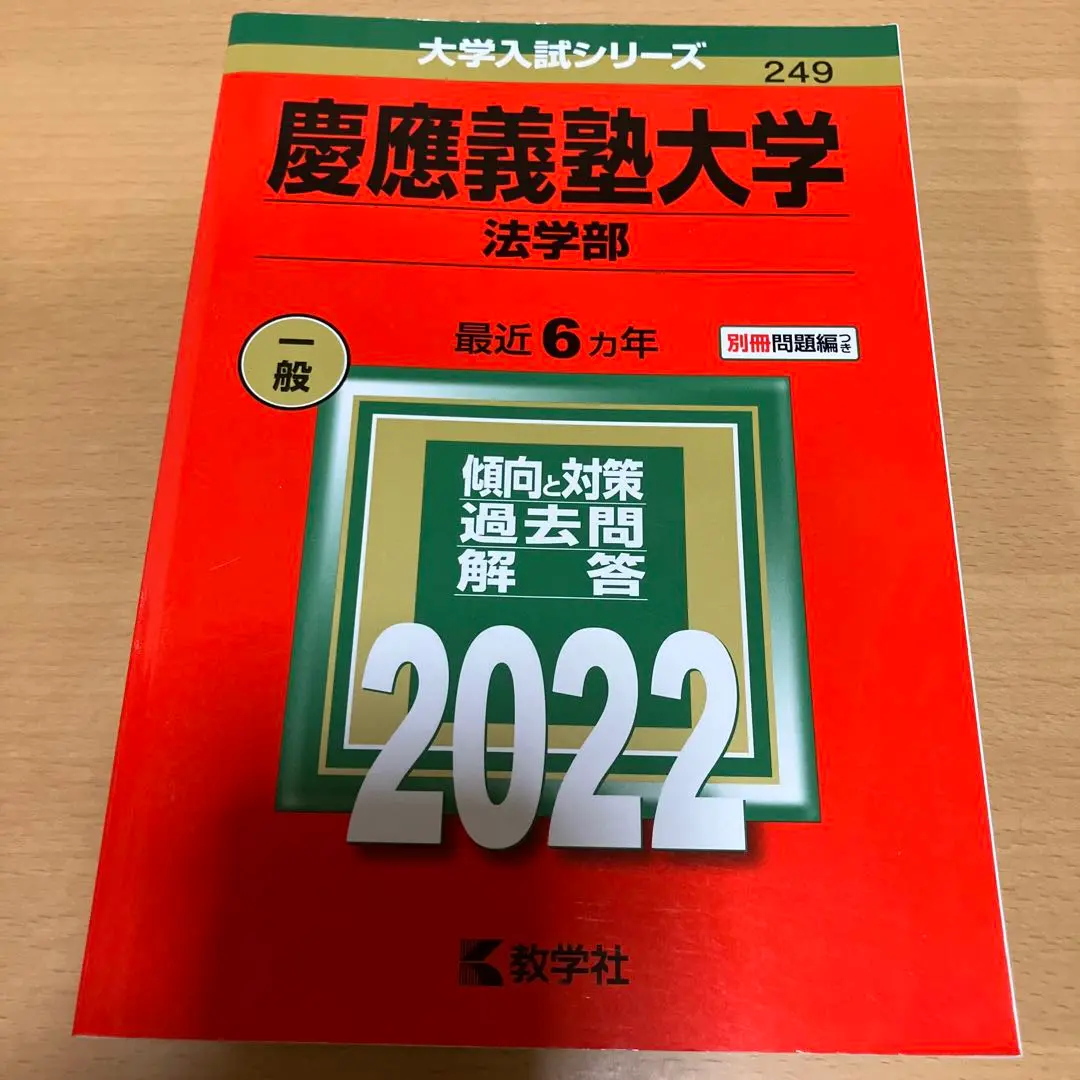 大学入試シリーズ
249
慶應義塾大学
法学部
一般
最近6ヵ年
別冊問題編つき
傾向と対策
過去問
解答
2022
教学社